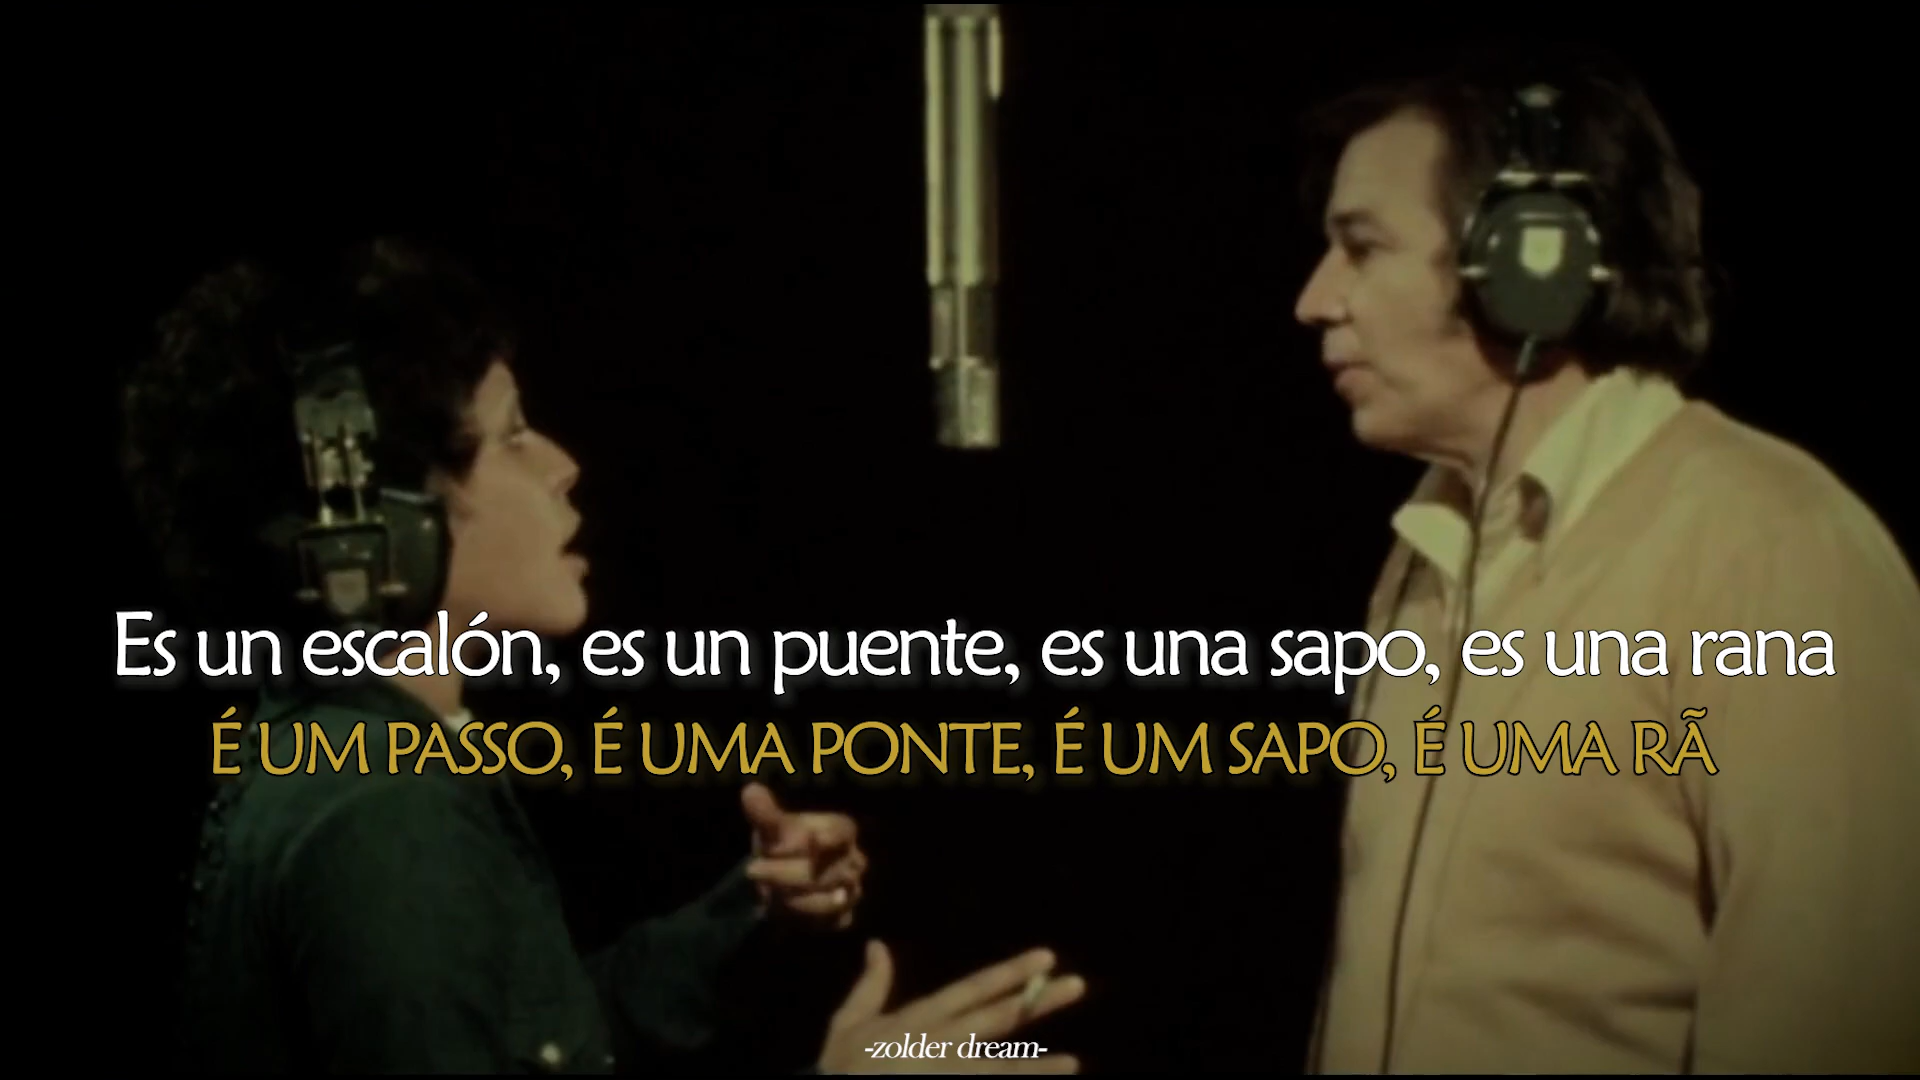 Es un escalón, es un puente, es una sapo, es una rana
É UM PASSO, É UMA PONTE, É UM SAPO, É UMA RÃ
-zolder dream-